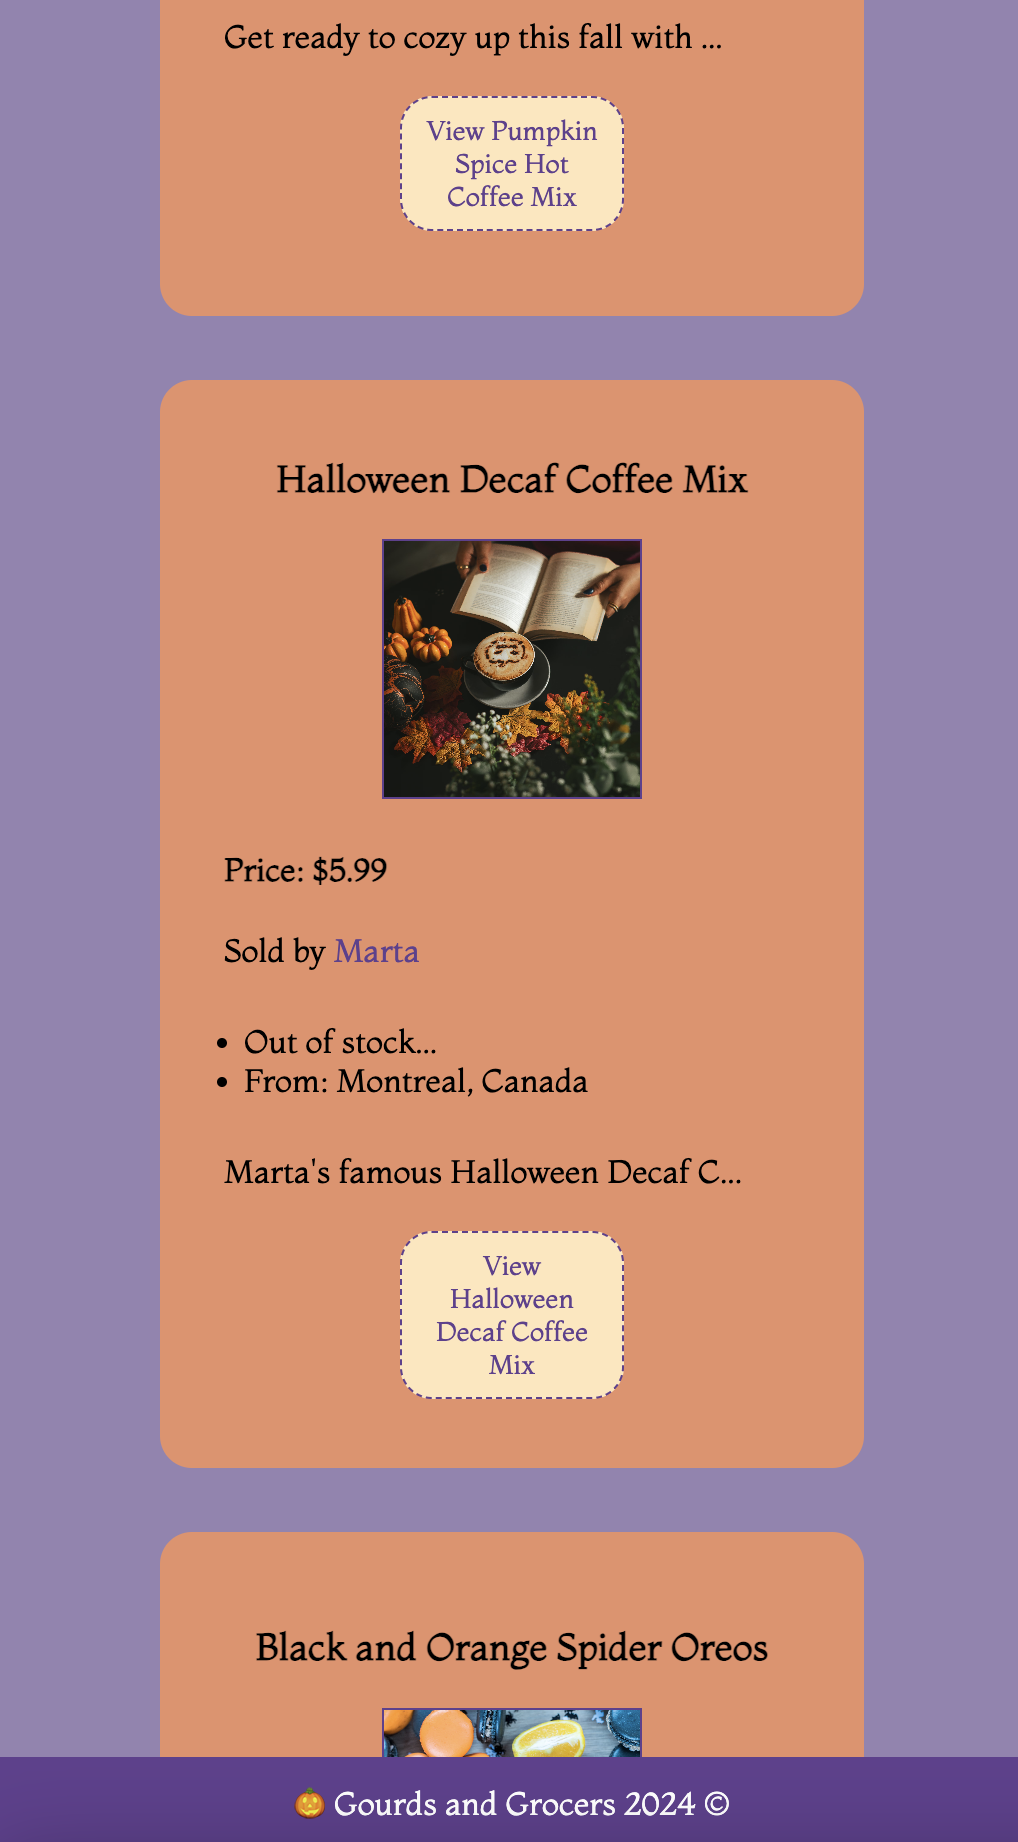 Get ready to cozy up this fall with ...
View Pumpkin
Spice Hot
Coffee Mix
Halloween Decaf Coffee Mix
Price: $5.99
Sold by Marta
• Out of stock...
• From: Montreal, Canada
Marta's famous Halloween Decaf C...
View
Halloween
Decaf Coffee
Mix
Black and Orange Spider Oreos
🎃 Gourds and Grocers 2024 ©